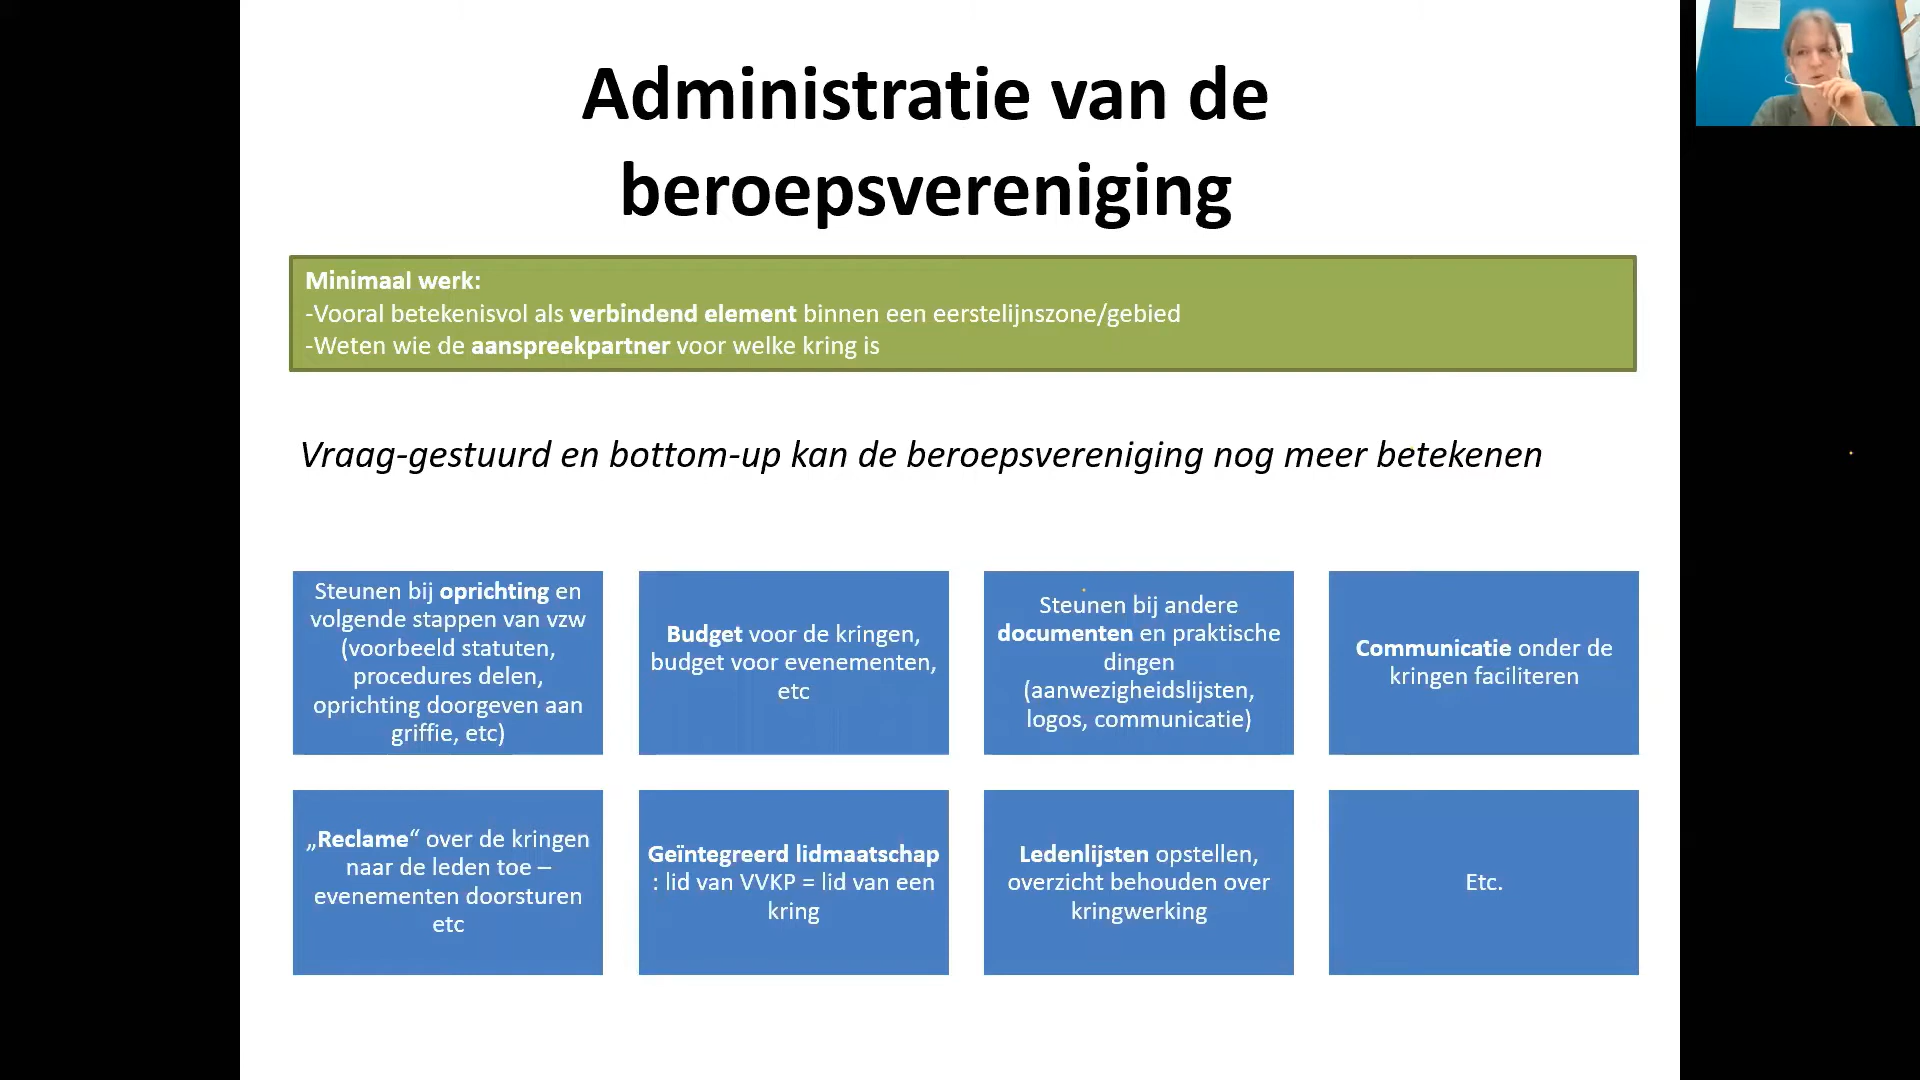 Administratie van de
beroepsvereniging
Minimaal werk:
-Vooral betekenisvol als verbindend element binnen een eerstelijnszone/gebied
-Weten wie de aanspreekpartner voor welke kring is
Vraag-gestuurd en bottom-up kan de beroepsvereniging nog meer betekenen
Steunen bij oprichting en
volgende stappen van vzw
(voorbeeld statuten,
procedures delen,
oprichting doorgeven aan
griffie, etc)
Budget voor de kringen,
budget voor evenementen,
etc
Steunen bij andere
documenten en praktische
dingen
(aanwezigheidslijsten,
logos, communicatie)
Communicatie onder de
kringen faciliteren
„Reclame“ over de kringen
naar de leden toe –
evenementen doorsturen
etc
Geïntegreerd lidmaatschap
: lid van VVKP = lid van een
kring
Ledenlijsten opstellen,
overzicht behouden over
kringwerking
Etc.